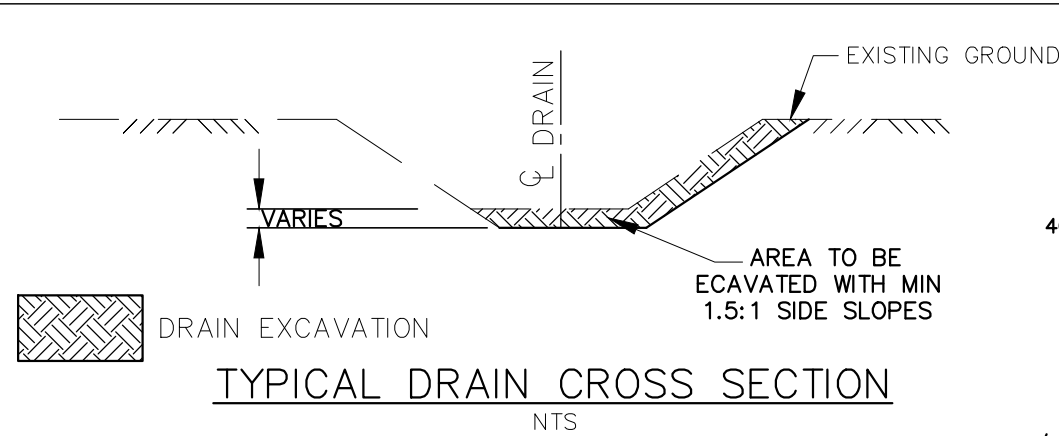 EXISTING GROUND
℄ DRAIN
VARIES
AREA TO BE
ECAVATED WITH MIN
1.5:1 SIDE SLOPES
DRAIN EXCAVATION
TYPICAL DRAIN CROSS SECTION
NTS